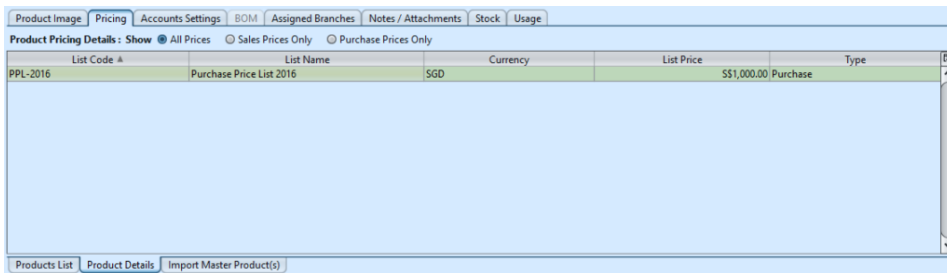 Product Image Pricing Accounts Settings BOM Assigned Branches Notes / Attachments Stock Usage
Product Pricing Details : Show All Prices Sales Prices Only Purchase Prices Only
List Code List Name Currency List Price Type
PPL-2016 Purchase Price List 2016 SGD S$1,000.00 Purchase
Products List Product Details Import Master Product(s)